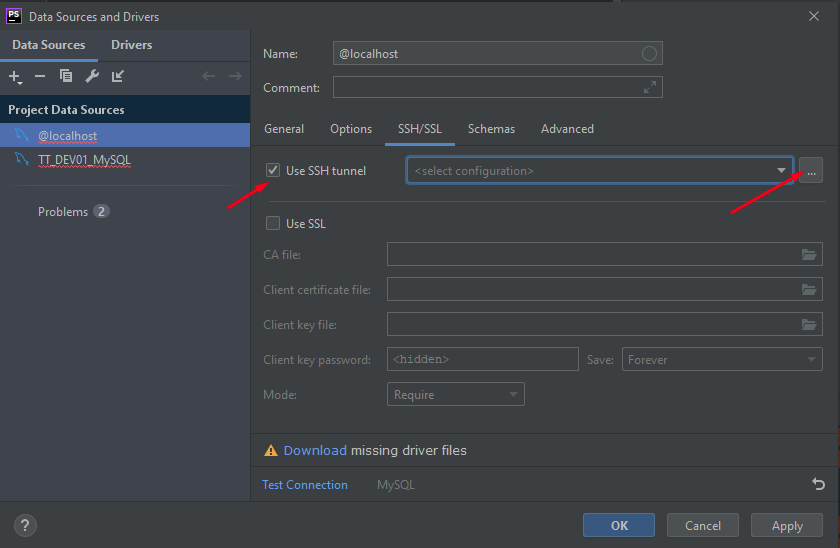 PS Data Sources and Drivers
Data Sources Drivers
Project Data Sources
@localhost
TT_DEV01_MySQL
Problems 2
Name: @localhost
Comment:
General Options SSH/SSL Schemas Advanced
Use SSH tunnel <select configuration> ...
Use SSL
CA file:
Client certificate file:
Client key file:
Client key password: <hidden> Save: Forever
Mode: Require
Download missing driver files
Test Connection MySQL
? OK Cancel Apply